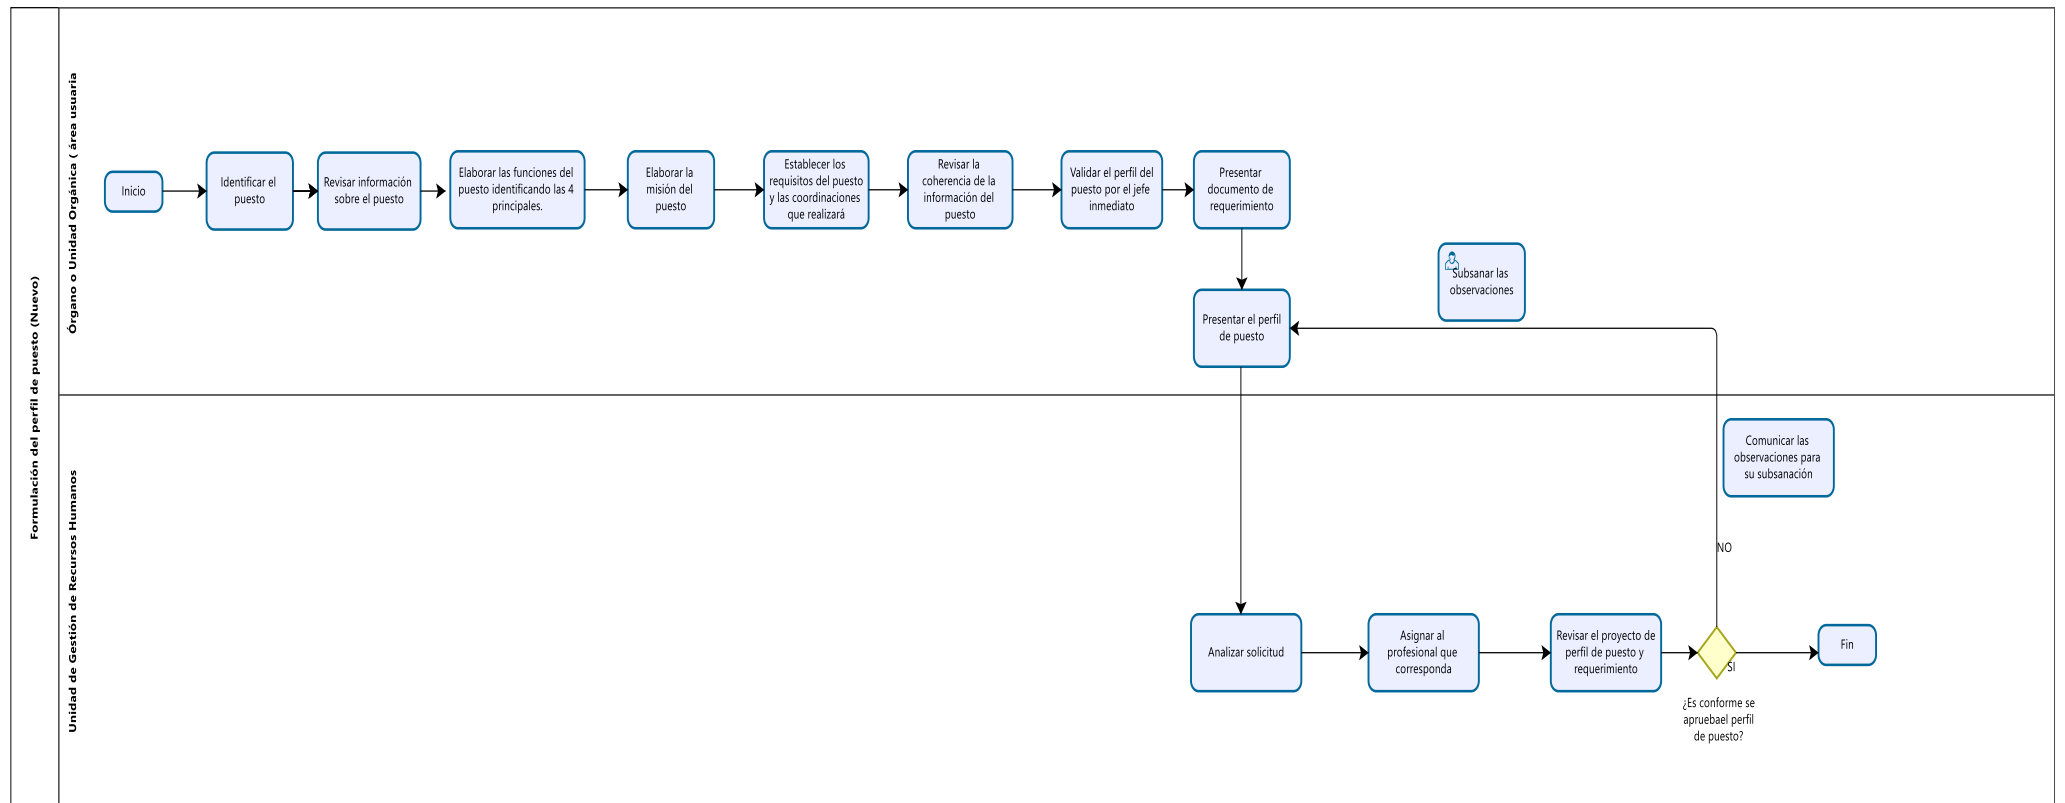 Formulación del perfil de puesto (Nuevo)
Órgano o Unidad Orgánica ( área usuaria
Inicio
Identificar el
puesto
Revisar información
sobre el puesto
Elaborar las funciones del
puesto identificando las 4
principales.
Elaborar la
misión del
puesto
Establecer los
requisitos del puesto
y las coordinaciones
que realizará
Revisar la
coherencia de la
información del
puesto
Validar el perfil del
puesto por el jefe
inmediato
Presentar
documento de
requerimiento
Subsanar las
observaciones
Presentar el perfil
de puesto
Unidad de Gestión de Recursos Humanos
Comunicar las
observaciones para
su subsanación
NO
Analizar solicitud
Asignar al
profesional que
corresponda
Revisar el proyecto de
perfil de puesto y
requerimiento
SI
Fin
¿Es conforme se
apruebael perfil
de puesto?